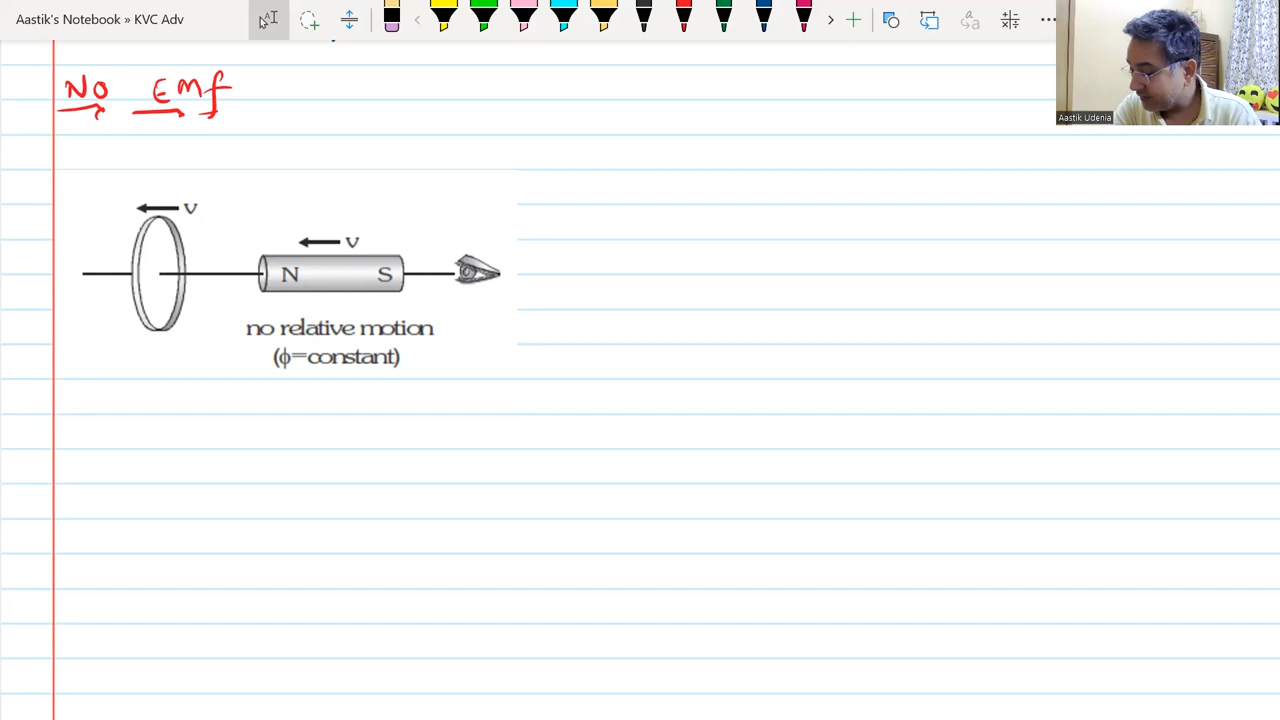 Aastik's Notebook » KVC Adv
Aastik Udenia
No Emf
v
v
N S
no relative motion
(ϕ=constant)